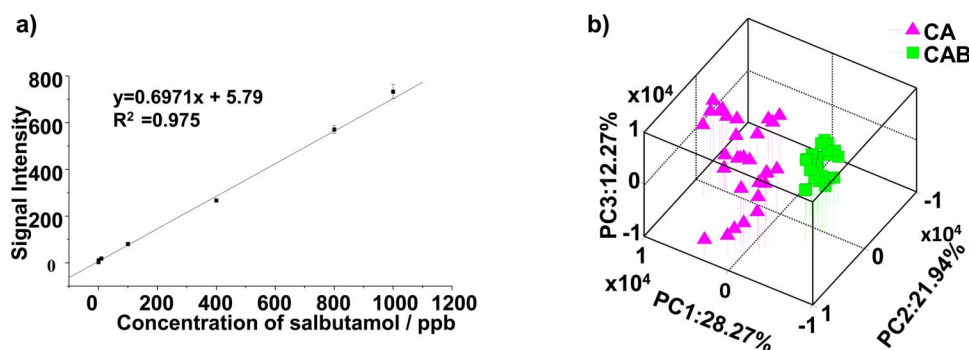 a)
y=0.6971x + 5.79
R² =0.975
Signal Intensity
800
600
400
200
0
0 200 400 600 800 1000 1200
Concentration of salbutamol / ppb
b)
CA
CAB
x10⁴
1
0
-1
PC3:12.27%
1
x10⁴
0
-1
PC1:28.27%
-1
x10⁴
0
1
PC2:21.94%